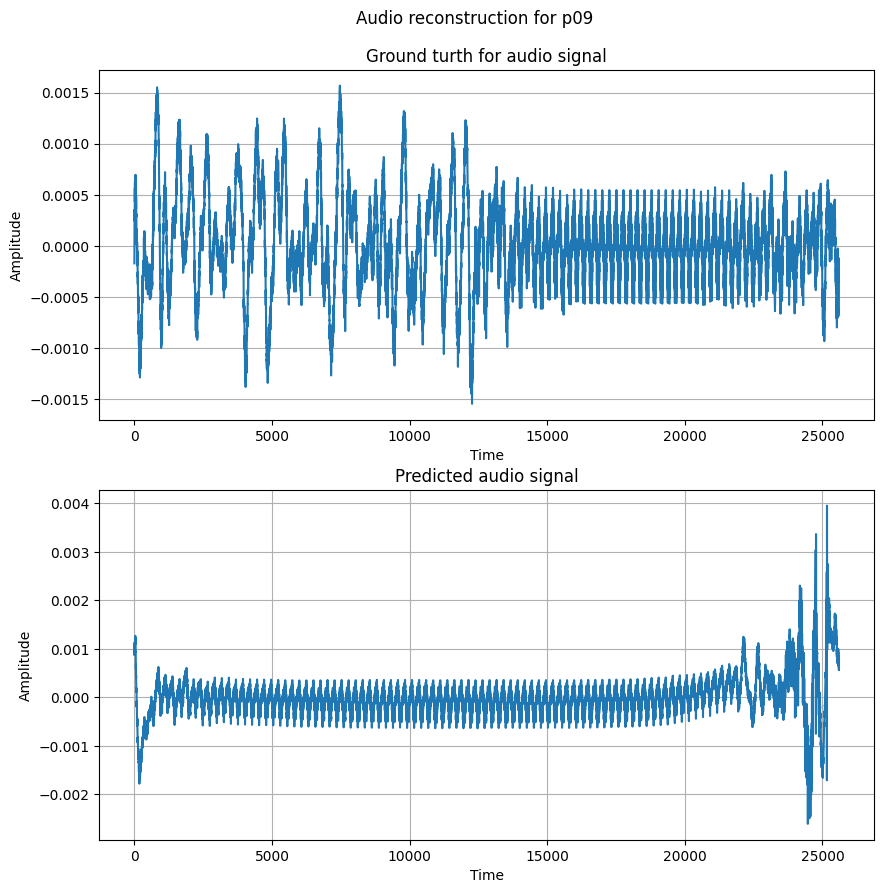 Audio reconstruction for p09
Ground turth for audio signal
0.0015
0.0010
0.0005
0.0000
−0.0005
−0.0010
−0.0015
Amplitude
0 5000 10000 15000 20000 25000
Time
Predicted audio signal
0.004
0.003
0.002
0.001
0.000
−0.001
−0.002
Amplitude
0 5000 10000 15000 20000 25000
Time